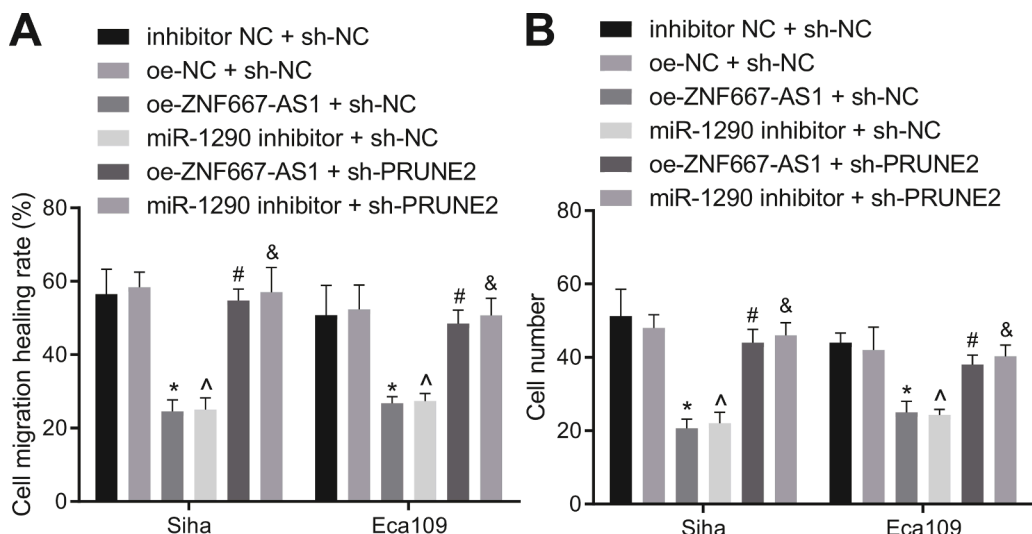 A
inhibitor NC + sh-NC
oe-NC + sh-NC
oe-ZNF667-AS1 + sh-NC
miR-1290 inhibitor + sh-NC
oe-ZNF667-AS1 + sh-PRUNE2
miR-1290 inhibitor + sh-PRUNE2
Cell migration healing rate (%)
80
60
40
20
0
* ^ # &
* ^ # &
Siha
Eca109
B
inhibitor NC + sh-NC
oe-NC + sh-NC
oe-ZNF667-AS1 + sh-NC
miR-1290 inhibitor + sh-NC
oe-ZNF667-AS1 + sh-PRUNE2
miR-1290 inhibitor + sh-PRUNE2
Cell number
80
60
40
20
0
* ^ # &
* ^ # &
Siha
Eca109